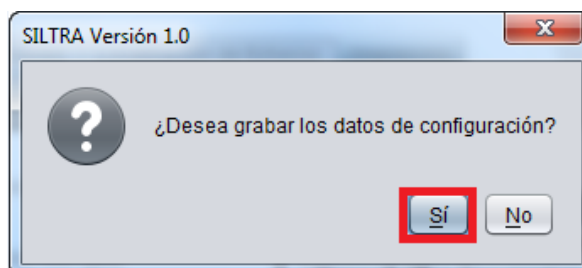 SILTRA Versión 1.0
¿Desea grabar los datos de configuración?
Sí No